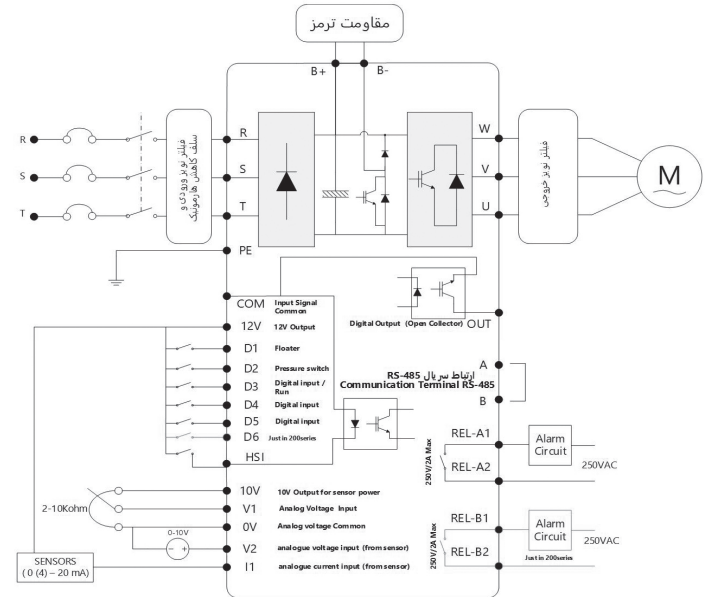 مقاومت ترمز
B+ B-
R R W
S S V
T T U
سلف کاهش هارمونیک
فیلتر نویز ورودی و
فیلتر نویز خروجی
M
PE
COM Input Signal
Common
12V 12V Output
Digital Output (Open Collector) OUT
D1 Floater
D2 Pressure switch
D3 Digital input /
Run
D4 Digital input
D5 Digital input
D6 Just in 200series
HSI
A
ارتباط سریال RS-485
Communication Terminal RS-485
B
REL-A1
REL-A2
250V/2A Max
Alarm
Circuit
250VAC
2-10Kohm
10V 10V Output for sensor power
V1 Analog Voltage Input
0V Analog voltage Common
0-10V
- +
V2 analogue voltage input (from sensor)
I1 analogue current input (from sensor)
SENSORS
( 0 (4) – 20 mA)
REL-B1
REL-B2
250V/2A Max
Alarm
Circuit
250VAC
Just in 200series